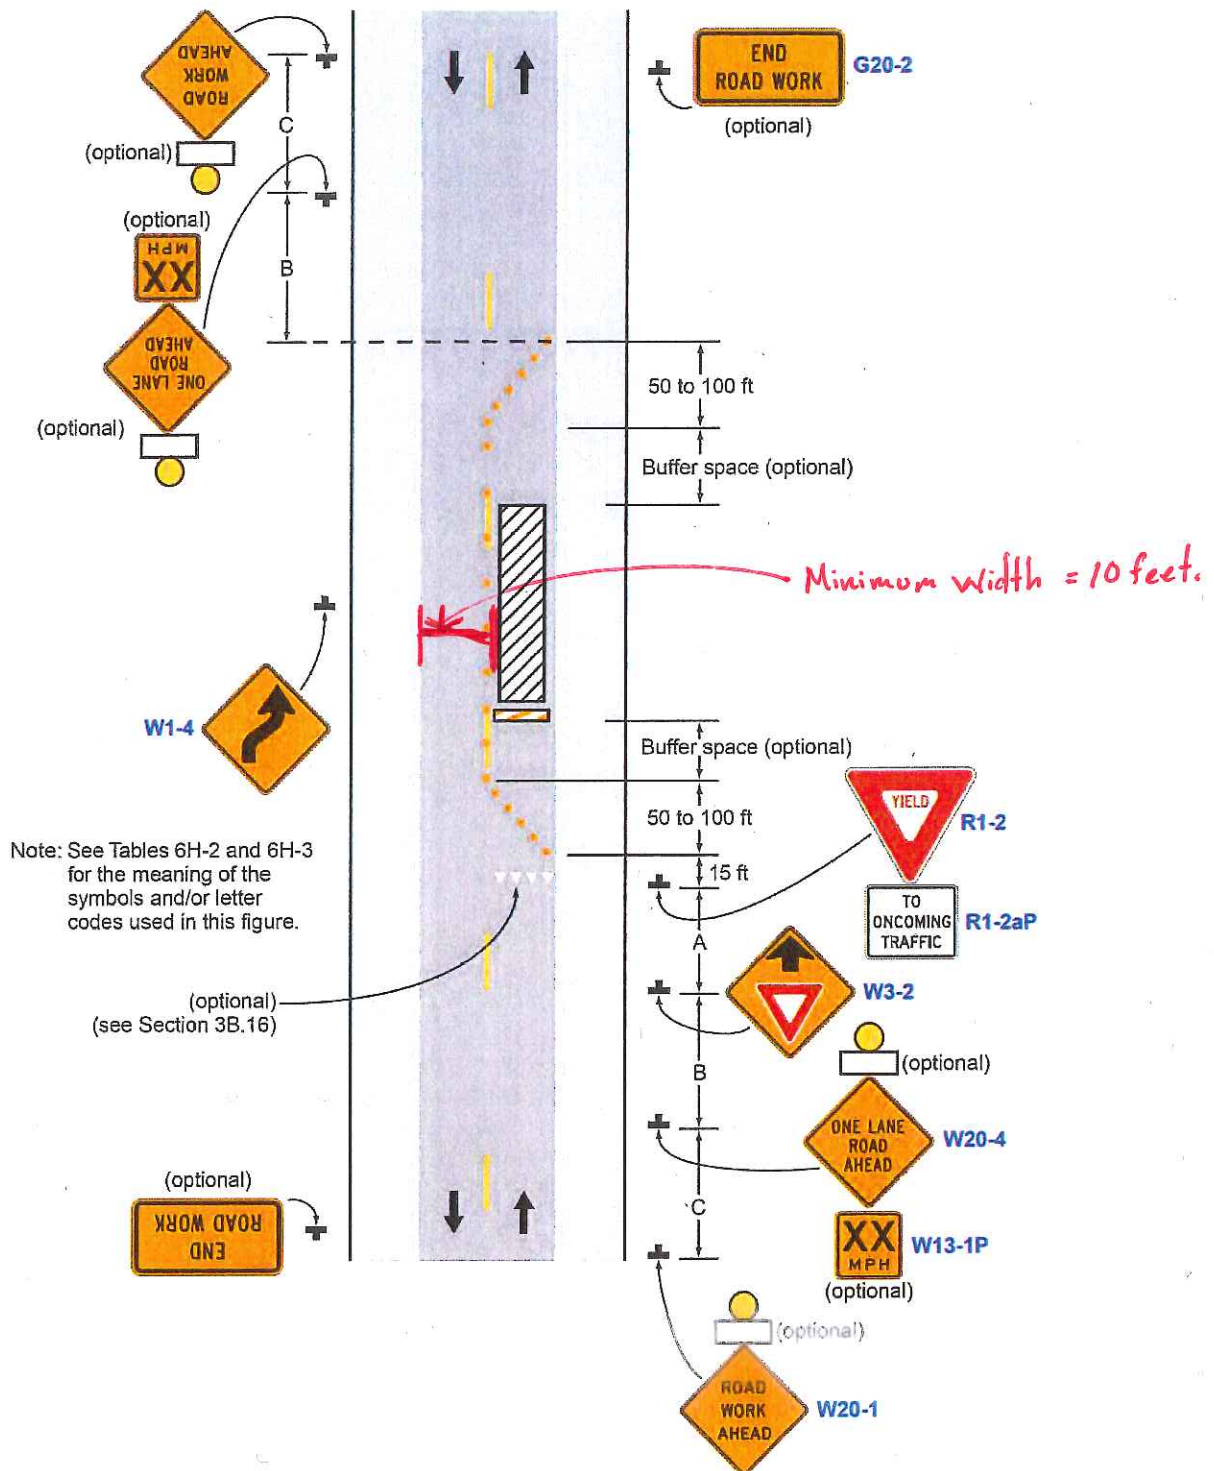 ROAD
WORK
AHEAD
(optional)
C
END
ROAD WORK
G20-2
(optional)
(optional)
XX
MPH
B
ONE LANE
ROAD
AHEAD
(optional)
50 to 100 ft
Buffer space (optional)
Minimum width = 10 feet.
W1-4
Buffer space (optional)
50 to 100 ft
15 ft
YIELD
R1-2
TO
ONCOMING
TRAFFIC
R1-2aP
Note: See Tables 6H-2 and 6H-3
for the meaning of the
symbols and/or letter
codes used in this figure.
A
W3-2
(optional)
(see Section 3B.16)
B
(optional)
ONE LANE
ROAD
AHEAD
W20-4
C
XX
MPH
W13-1P
(optional)
(optional)
END
ROAD WORK
(optional)
ROAD
WORK
AHEAD
W20-1